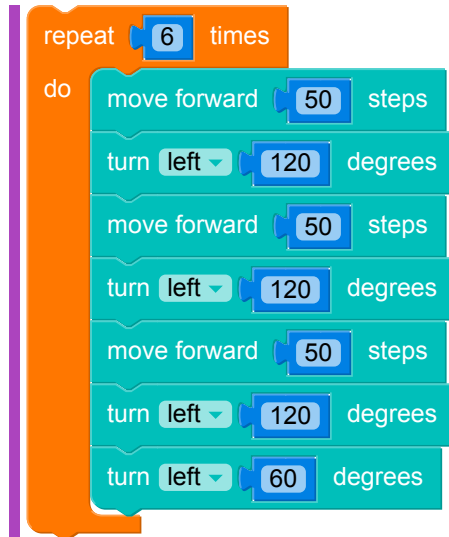 repeat 6 times
do
move forward 50 steps
turn left 120 degrees
move forward 50 steps
turn left 120 degrees
move forward 50 steps
turn left 120 degrees
turn left 60 degrees